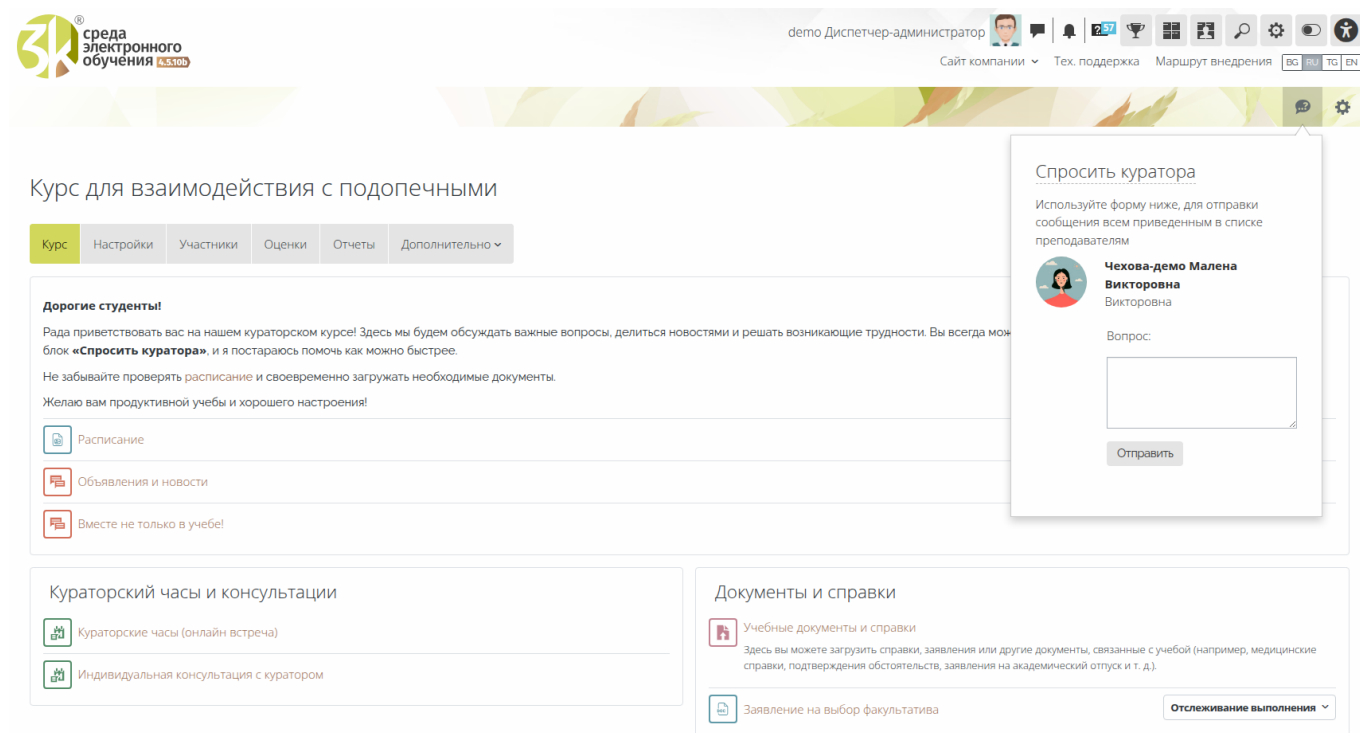 3k®
среда
электронного
обучения 4.5.10b
demo Диспетчер-администратор
57
Сайт компании Тех. поддержка Маршрут внедрения BG RU TG EN
Курс для взаимодействия с подопечными
Курс Настройки Участники Оценки Отчеты Дополнительно
Спросить куратора
Используйте форму ниже, для отправки
сообщения всем приведенным в списке
преподавателям
Чехова-демо Малена
Викторовна
Викторовна
Вопрос:
Отправить
Дорогие студенты!
Рада приветствовать вас на нашем кураторском курсе! Здесь мы будем обсуждать важные вопросы, делиться новостями и решать возникающие трудности. Вы всегда мож
блок «Спросить куратора», и я постараюсь помочь как можно быстрее.
Не забывайте проверять расписание и своевременно загружать необходимые документы.
Желаю вам продуктивной учебы и хорошего настроения!
Расписание
Объявления и новости
Вместе не только в учебе!
Кураторский часы и консультации
Кураторские часы (онлайн встреча)
Индивидуальная консультация с куратором
Документы и справки
Учебные документы и справки
Здесь вы можете загрузить справки, заявления или другие документы, связанные с учебой (например, медицинские
справки, подтверждения обстоятельств, заявления на академический отпуск и т. д.).
Заявление на выбор факультатива
Отслеживание выполнения